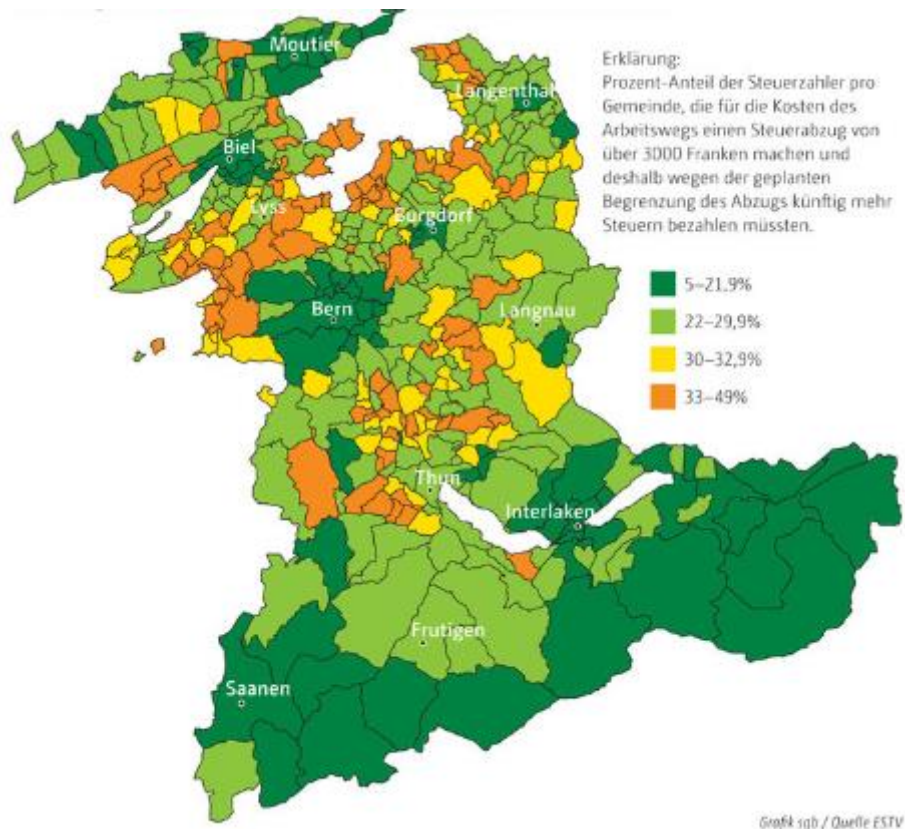 Moutier
Erklärung:
Prozent-Anteil der Steuerzahler pro
Gemeinde, die für die Kosten des
Arbeitswegs einen Steuerabzug von
über 3000 Franken machen und
deshalb wegen der geplanten
Begrenzung des Abzugs künftig mehr
Steuern bezahlen müssten.
Langenthal
Biel
Lyss
Burgdorf
5–21,9%
Bern
Langnau
22–29,9%
30–32,9%
33–49%
Thun
Interlaken
Frutigen
Saanen
Grafik sgb / Quelle ESTV